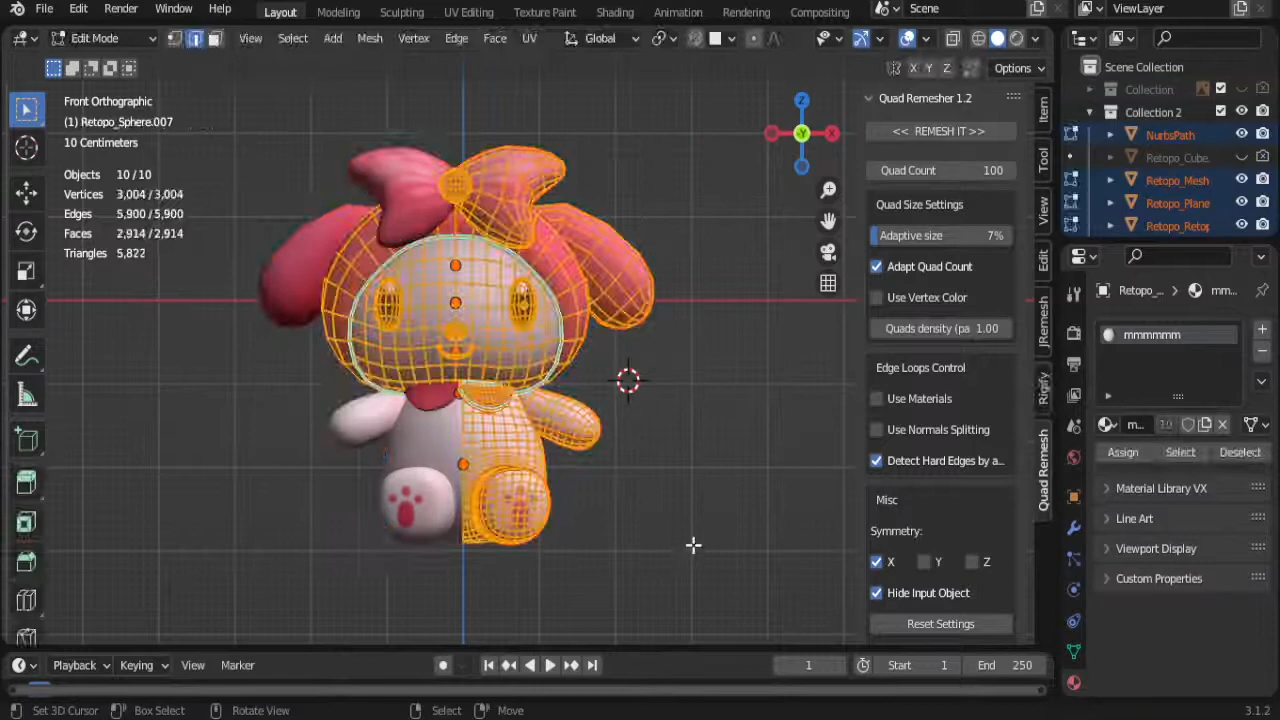 File Edit Render Window Help Layout Modeling Sculpting UV Editing Texture Paint Shading Animation Rendering Compositing Scene ViewLayer
Edit Mode View Select Add Mesh Vertex Edge Face UV Global
X Y Z Options
Front Orthographic
(1) Retopo_Sphere.007
10 Centimeters
Objects 10 / 10
Vertices 3,004 / 3,004
Edges 5,900 / 5,900
Faces 2,914 / 2,914
Triangles 5,822
Z
X
Y
Quad Remesher 1.2
<< REMESH IT >>
Quad Count 100
Quad Size Settings
Adaptive size 7%
Adapt Quad Count
Use Vertex Color
Quads density (pa 1.00
Edge Loops Control
Use Materials
Use Normals Splitting
Detect Hard Edges by a...
Misc
Symmetry:
X Y Z
Hide Input Object
Reset Settings
Item
Tool
View
Edit
JRemesh
Rigify
Quad Remesh
Scene Collection
Collection
Collection 2
NurbsPath
Retopo_Cube.
Retopo_Mesh
Retopo_Plane
Retopo_Retop
Retopo_... mm...
mmmmmm
m... 10
Assign Select Deselect
Material Library VX
Line Art
Viewport Display
Custom Properties
Playback Keying View Marker 1 Start 1 End 250
Set 3D Cursor Box Select Rotate View Select Move 3.1.2